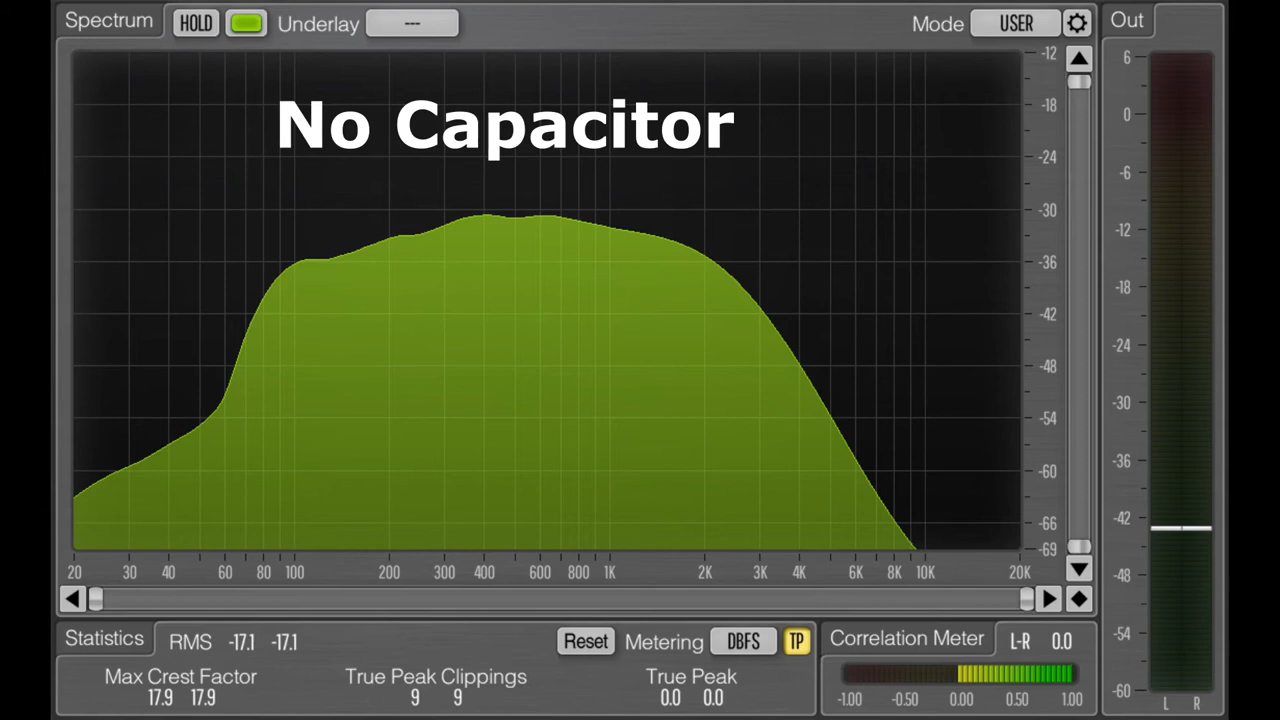 Spectrum HOLD Underlay --- Mode USER Out
No Capacitor
-12
-18
-24
-30
-36
-42
-48
-54
-60
-66
-69
6
0
-6
-12
-18
-24
-30
-36
-42
-48
-54
-60
L R
20 30 40 60 80 100 200 300 400 600 800 1K 2K 3K 4K 6K 8K 10K 20K
Statistics RMS -17.1 -17.1 Reset Metering DBFS TP
Max Crest Factor True Peak Clippings True Peak
17.9 17.9 9 9 0.0 0.0
Correlation Meter L-R 0.0
-1.00 -0.50 0.00 0.50 1.00